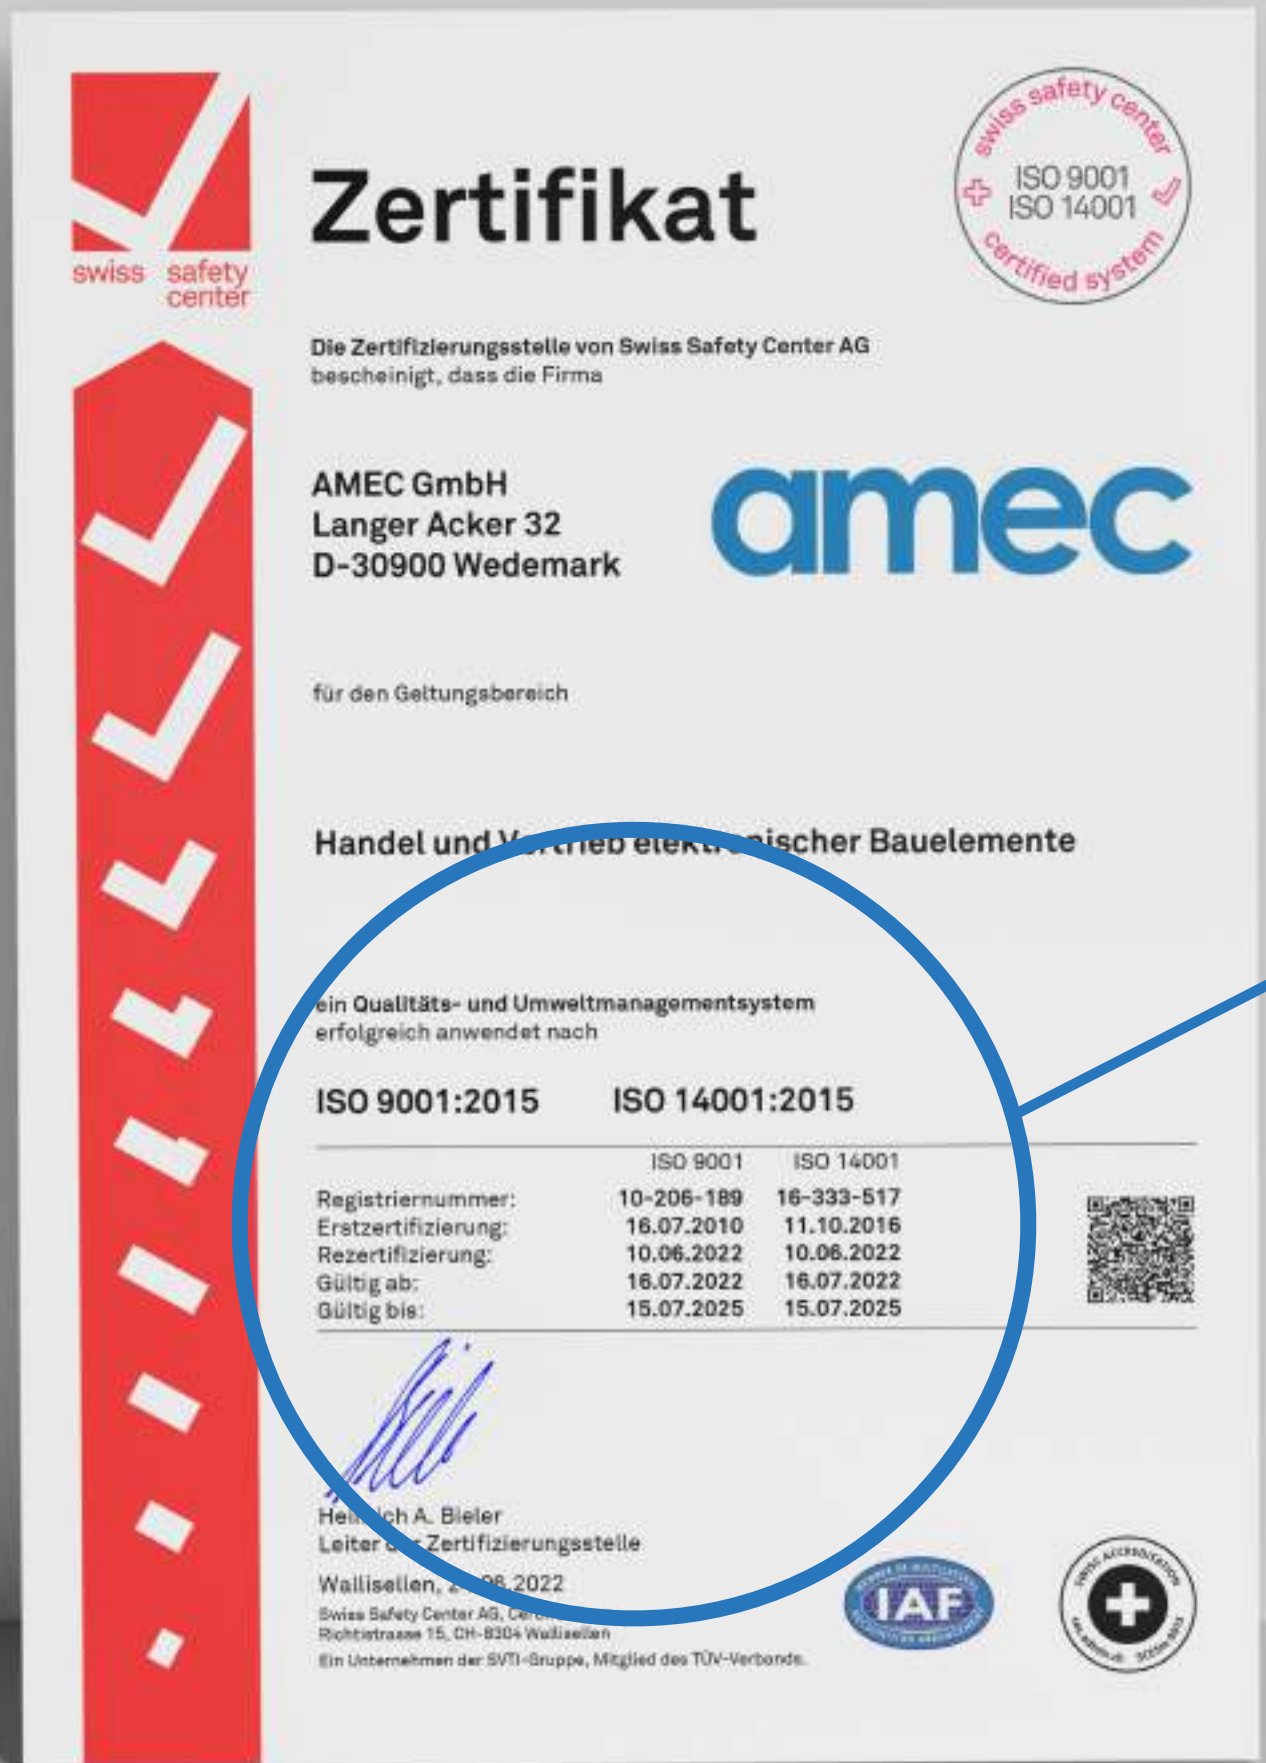 swiss safety
center
Zertifikat
swiss safety center
ISO 9001
ISO 14001
certified system
Die Zertifizierungsstelle von Swiss Safety Center AG
bescheinigt, dass die Firma
AMEC GmbH
Langer Acker 32
D-30900 Wedemark
amec
für den Geltungsbereich
Handel und Vertrieb elektronischer Bauelemente
ein Qualitäts- und Umweltmanagementsystem
erfolgreich anwendet nach
ISO 9001:2015 ISO 14001:2015
ISO 9001 ISO 14001
Registriernummer: 10-206-189 16-333-517
Erstzertifizierung: 16.07.2010 11.10.2016
Rezertifizierung: 10.06.2022 10.06.2022
Gültig ab: 16.07.2022 16.07.2022
Gültig bis: 15.07.2025 15.07.2025
A. Bieler
Leiter der Zertifizierungsstelle
Wallisellen,
Swiss Safety Center AG,
Richtistrasse 15, CH-8304 Wallisellen
Ein Unternehmen der SVTI-Gruppe, Mitglied des TÜV-Verbands.
IAF
SWISS ACCREDITATION